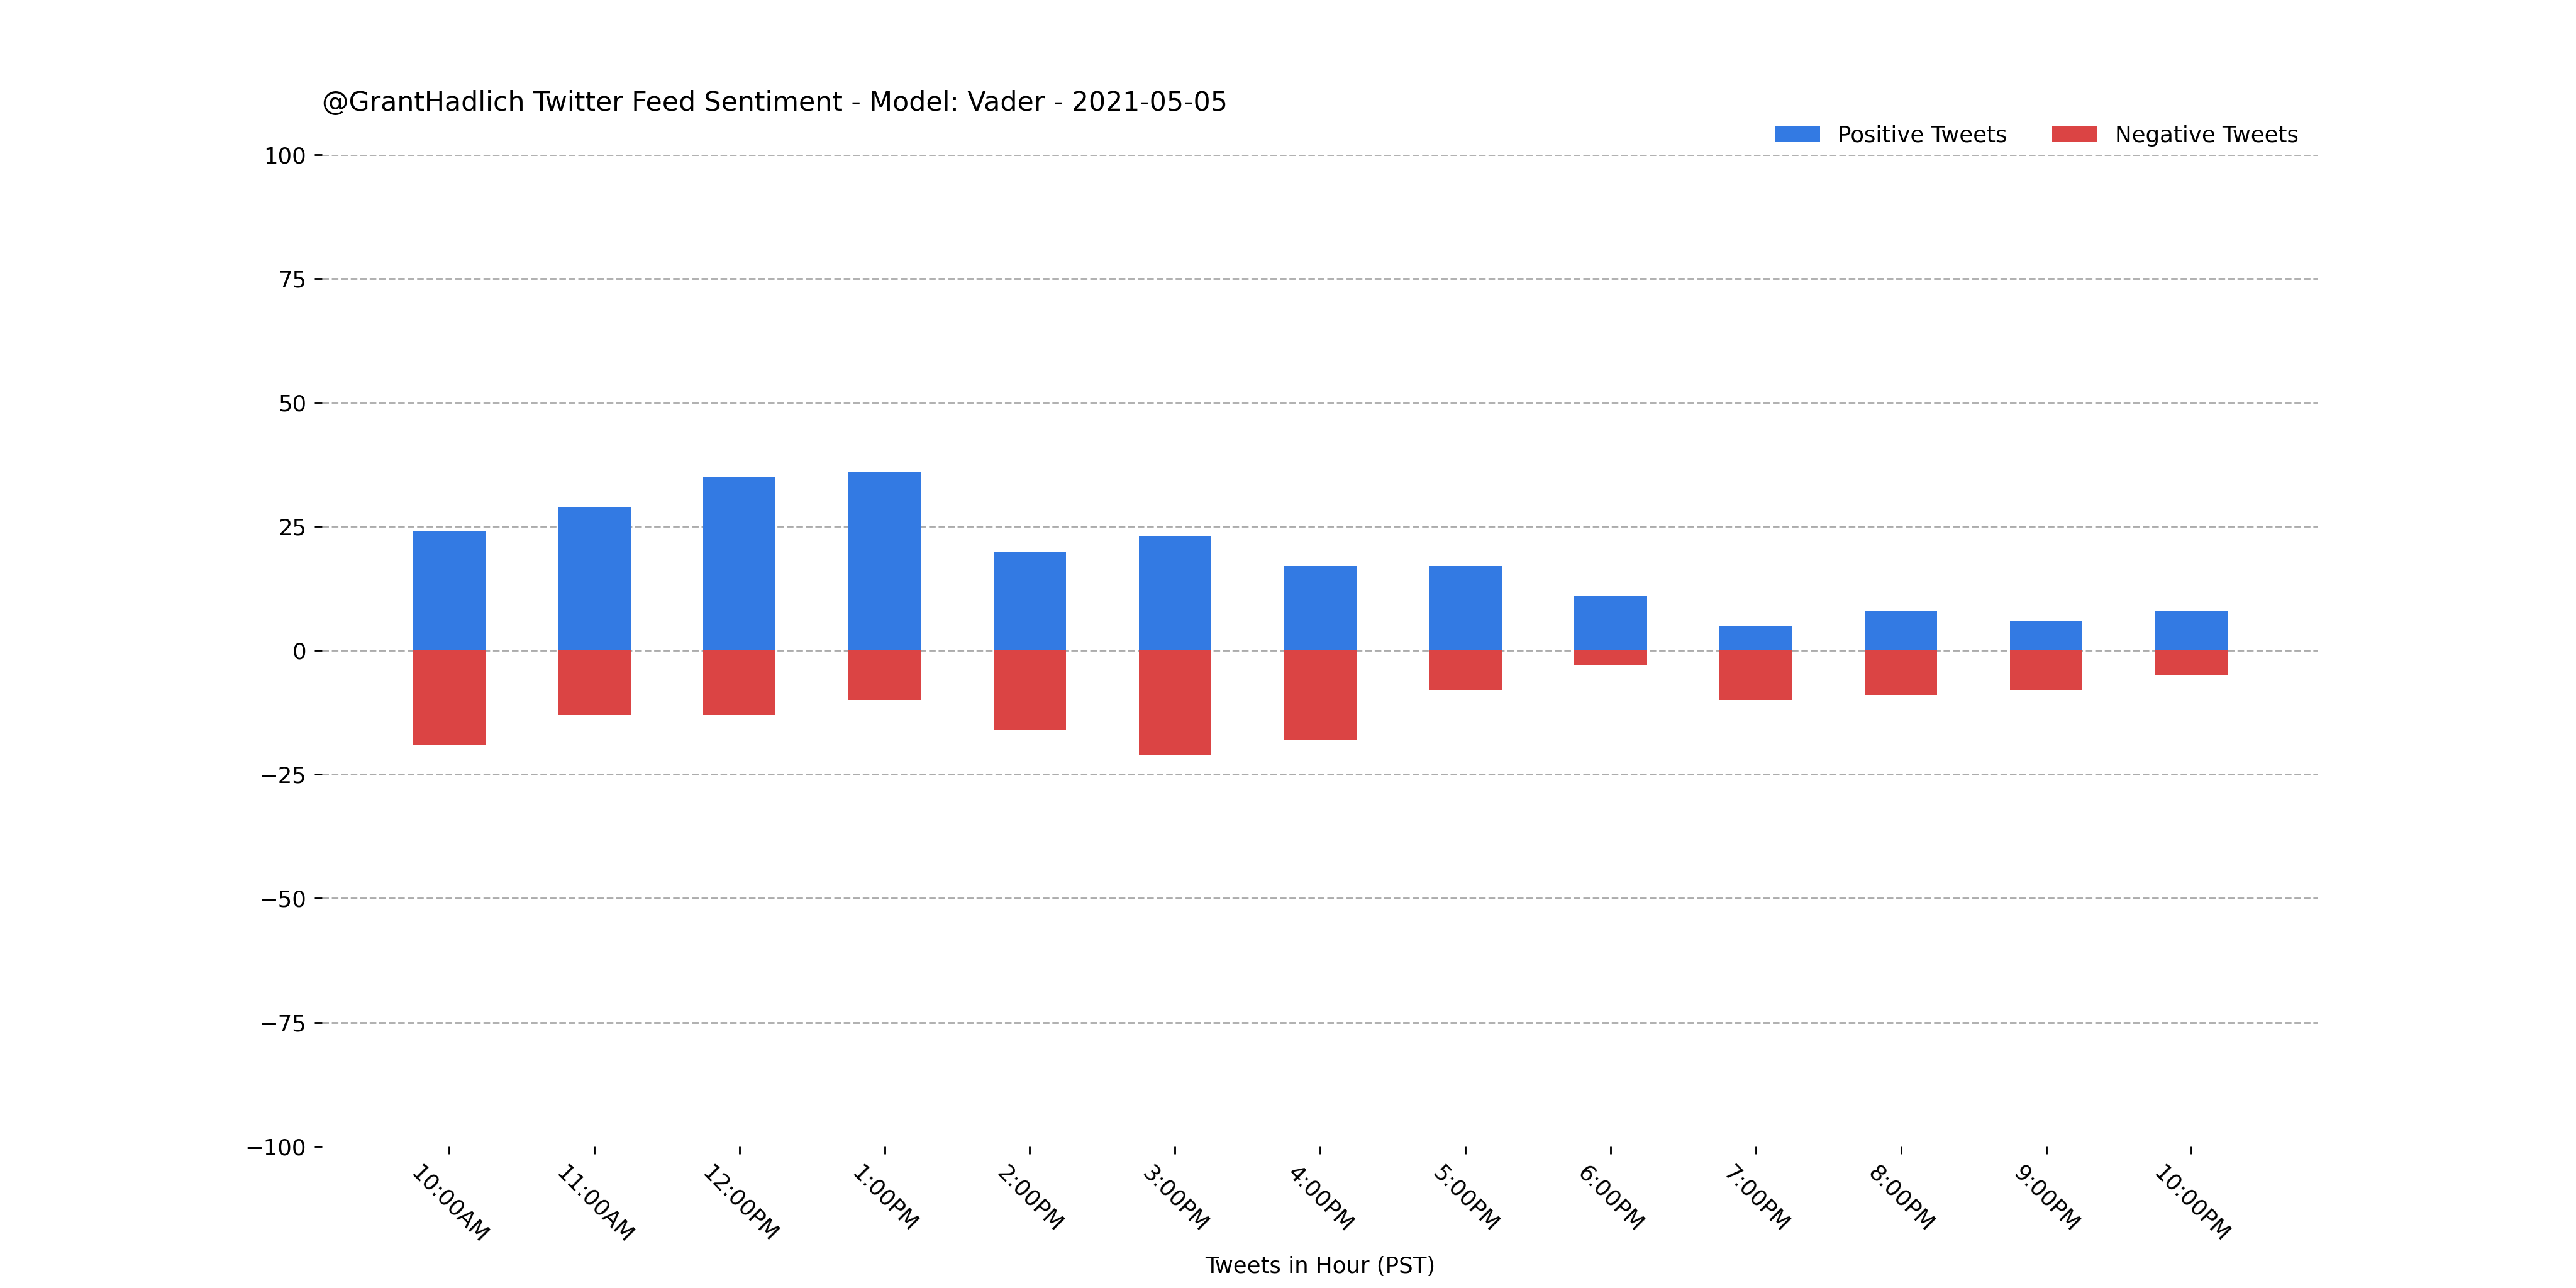 @GrantHadlich Twitter Feed Sentiment - Model: Vader - 2021-05-05
Positive Tweets
Negative Tweets
100
75
50
25
0
−25
−50
−75
−100
10:00AM
11:00AM
12:00PM
1:00PM
2:00PM
3:00PM
4:00PM
5:00PM
6:00PM
7:00PM
8:00PM
9:00PM
10:00PM
Tweets in Hour (PST)